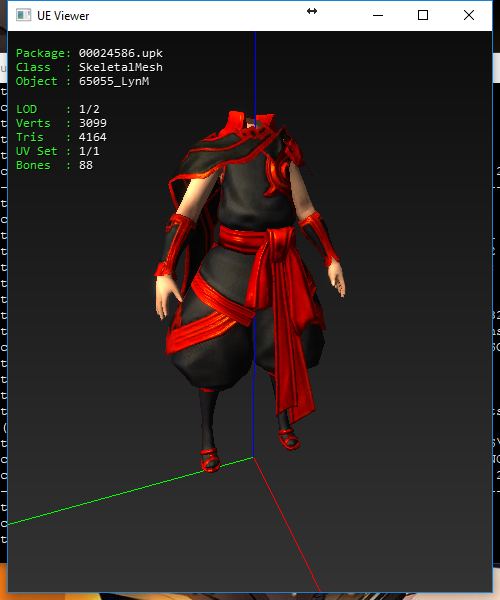 UE Viewer
Package: 00024586.upk
Class : SkeletalMesh
Object : 65055_LynM
LOD : 1/2
Verts : 3099
Tris : 4164
UV Set : 1/1
Bones : 88